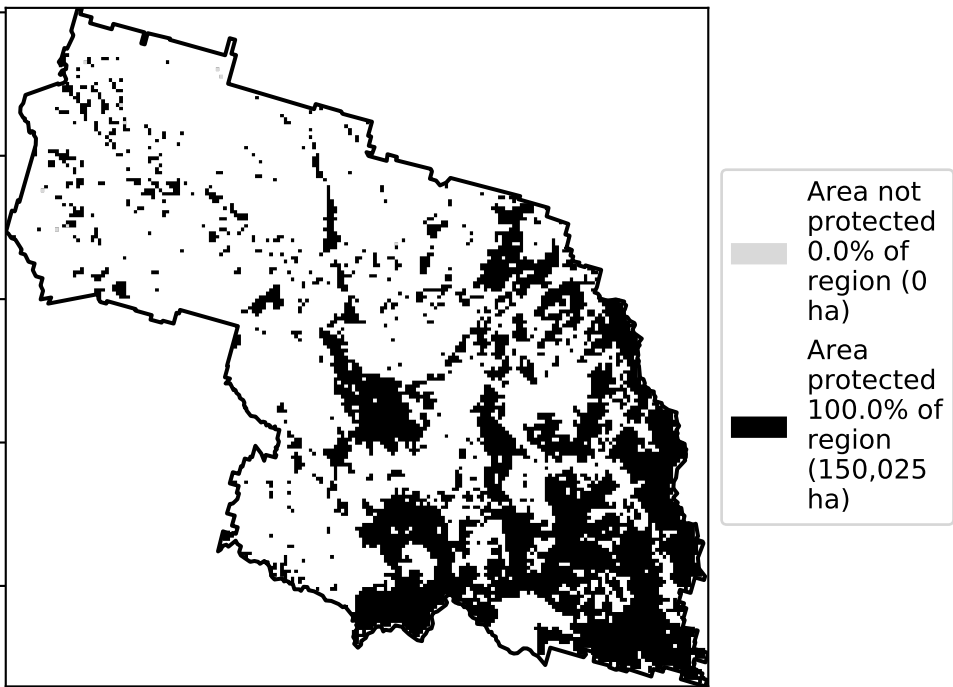 Area not
protected
0.0% of
region (0
ha)
Area
protected
100.0% of
region
(150,025
ha)